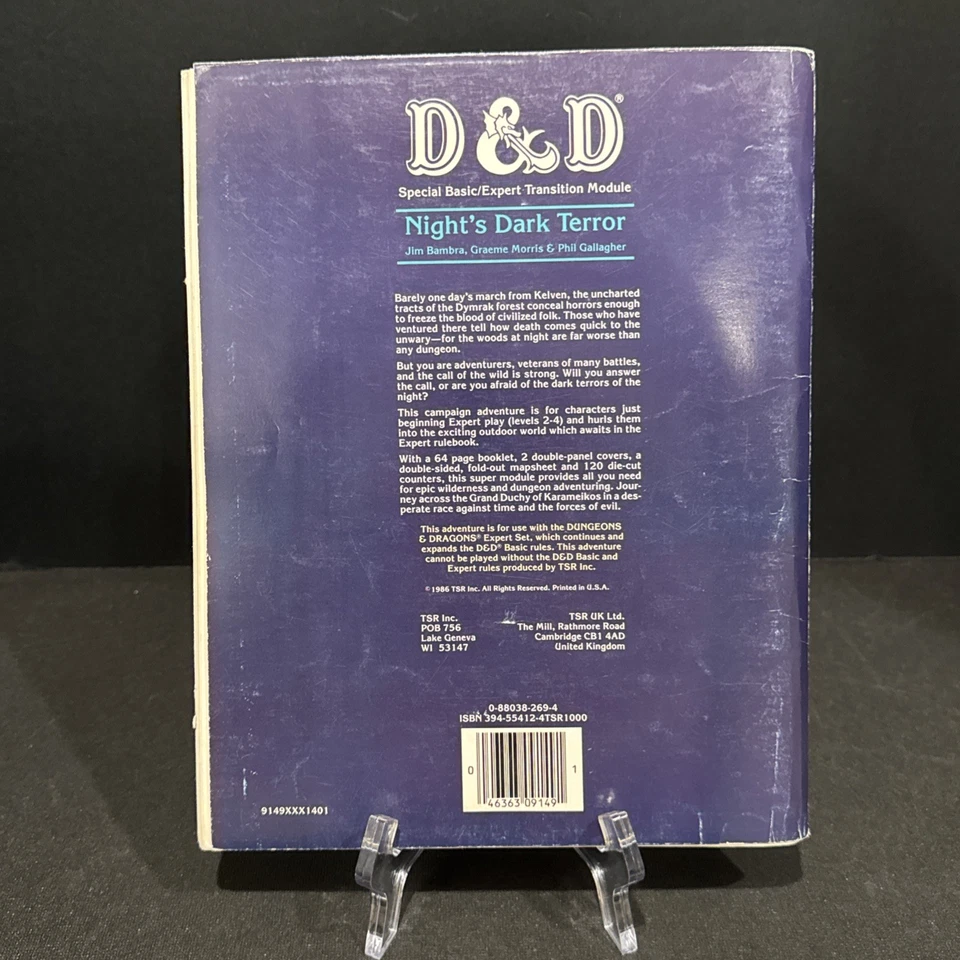 D&D®
Special Basic/Expert Transition Module
Night's Dark Terror
Jim Bambra, Graeme Morris & Phil Gallagher
Barely one day's march from Kelven, the uncharted
tracts of the Dymrak forest conceal horrors enough
to freeze the blood of civilized folk. Those who have
ventured there tell how death comes quick to the
unwary—for the woods at night are far worse than
any dungeon.
But you are adventurers, veterans of many battles,
and the call of the wild is strong. Will you answer
the call, or are you afraid of the dark terrors of the
night?
This campaign adventure is for characters just
beginning Expert play (levels 2-4) and hurls them
into the exciting outdoor world which awaits in the
Expert rulebook.
With a 64 page booklet, 2 double-panel covers, a
double-sided, fold-out mapsheet and 120 die-cut
counters, this super module provides all you need
for epic wilderness and dungeon adventuring. Jour-
ney across the Grand Duchy of Karameikos in a des-
perate race against time and the forces of evil.
This adventure is for use with the DUNGEONS
& DRAGONS® Expert Set, which continues and
expands the D&D® Basic rules. This adventure
cannot be played without the D&D Basic and
Expert rules produced by TSR Inc.
©1986 TSR Inc. All Rights Reserved. Printed in U.S.A.
TSR Inc.
POB 756
Lake Geneva
WI 53147
TSR UK Ltd.
The Mill, Rathmore Road
Cambridge CB1 4AD
United Kingdom
0-88038-269-4
ISBN 394-55412-4TSR1000
0 46363 09149 1
9149XXX1401